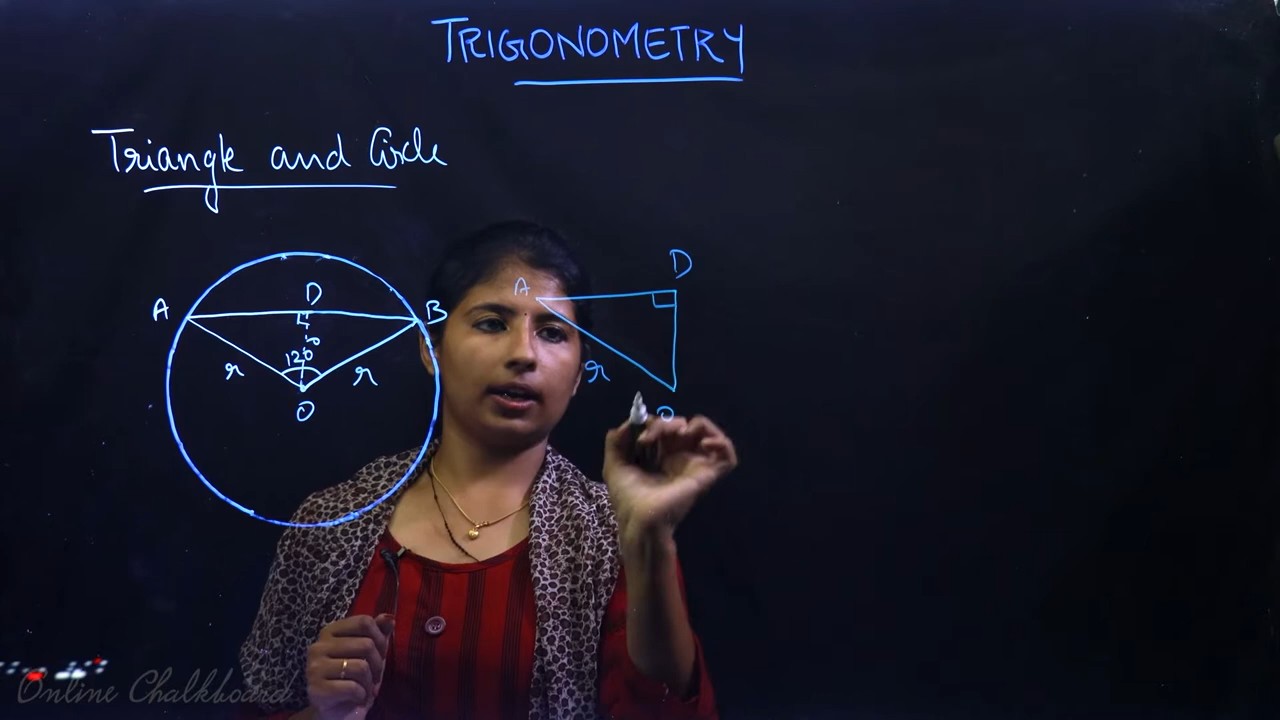 TRIGONOMETRY
Triangle and Circle
D
A
B
120°
r
r
O
D
A
r
O
Online Chalkboard